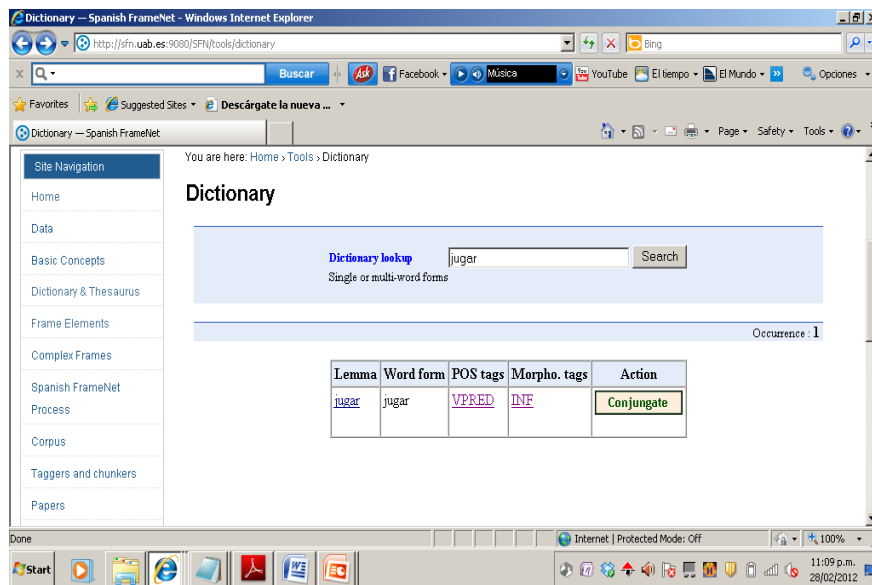 Dictionary — Spanish FrameNet - Windows Internet Explorer
http://sfn.uab.es:9080/SFN/tools/dictionary
Bing
Buscar Ask Facebook Música YouTube El tiempo El Mundo » Opciones
Favorites Suggested Sites Descárgate la nueva ...
Dictionary — Spanish FrameNet
Page Safety Tools
Site Navigation
Home
Data
Basic Concepts
Dictionary & Thesaurus
Frame Elements
Complex Frames
Spanish FrameNet
Process
Corpus
Taggers and chunkers
Papers
You are here: Home › Tools › Dictionary
Dictionary
Dictionary lookup jugar Search
Single or multi-word forms
Occurrence : 1
Lemma Word form POS tags Morpho. tags Action
jugar jugar VPRED INF Conjungate
Done
Internet | Protected Mode: Off
100%
Start
11:09 p.m.
28/02/2012